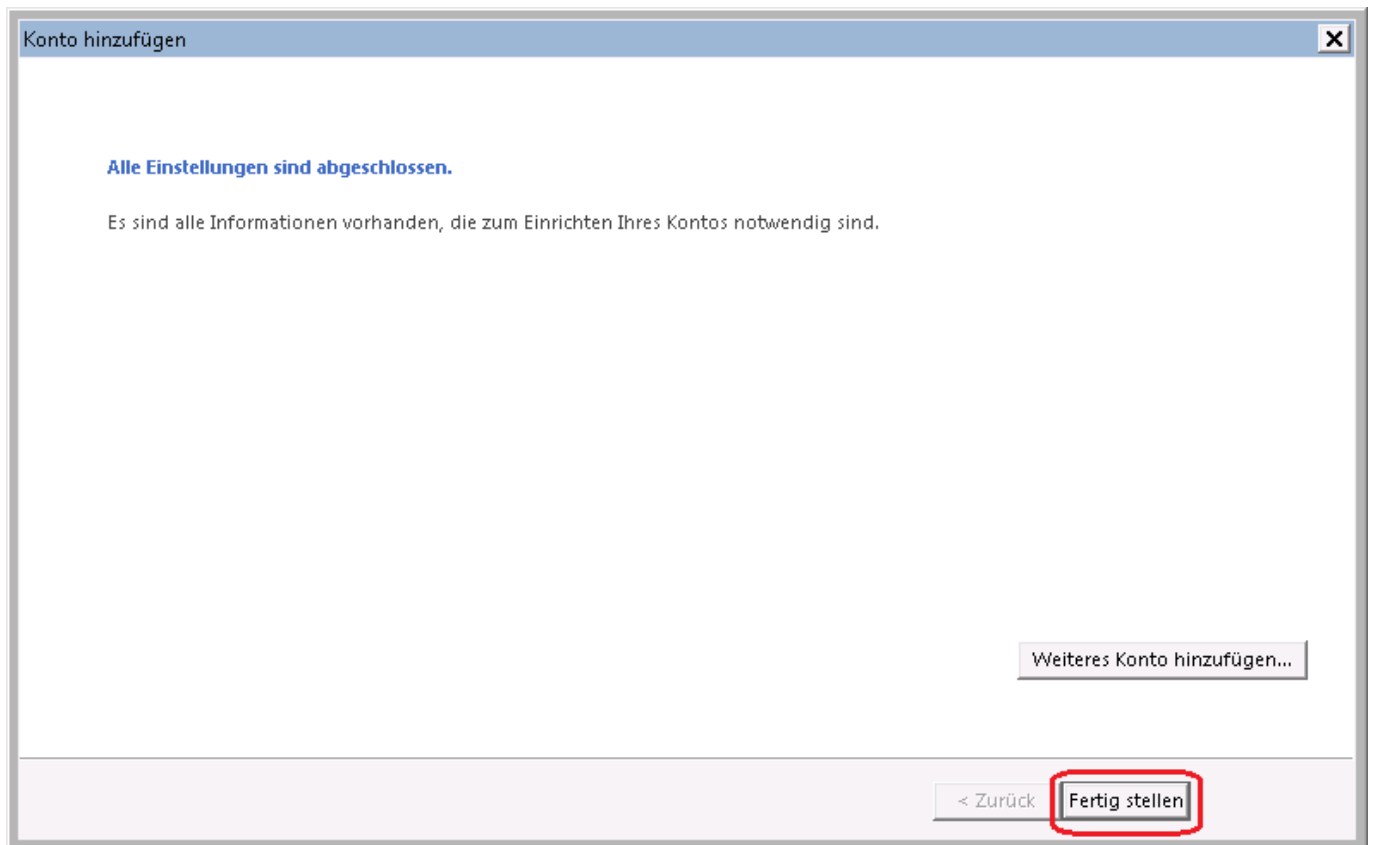 Konto hinzufügen
Alle Einstellungen sind abgeschlossen.
Es sind alle Informationen vorhanden, die zum Einrichten Ihres Kontos notwendig sind.
Weiteres Konto hinzufügen...
< Zurück
Fertig stellen